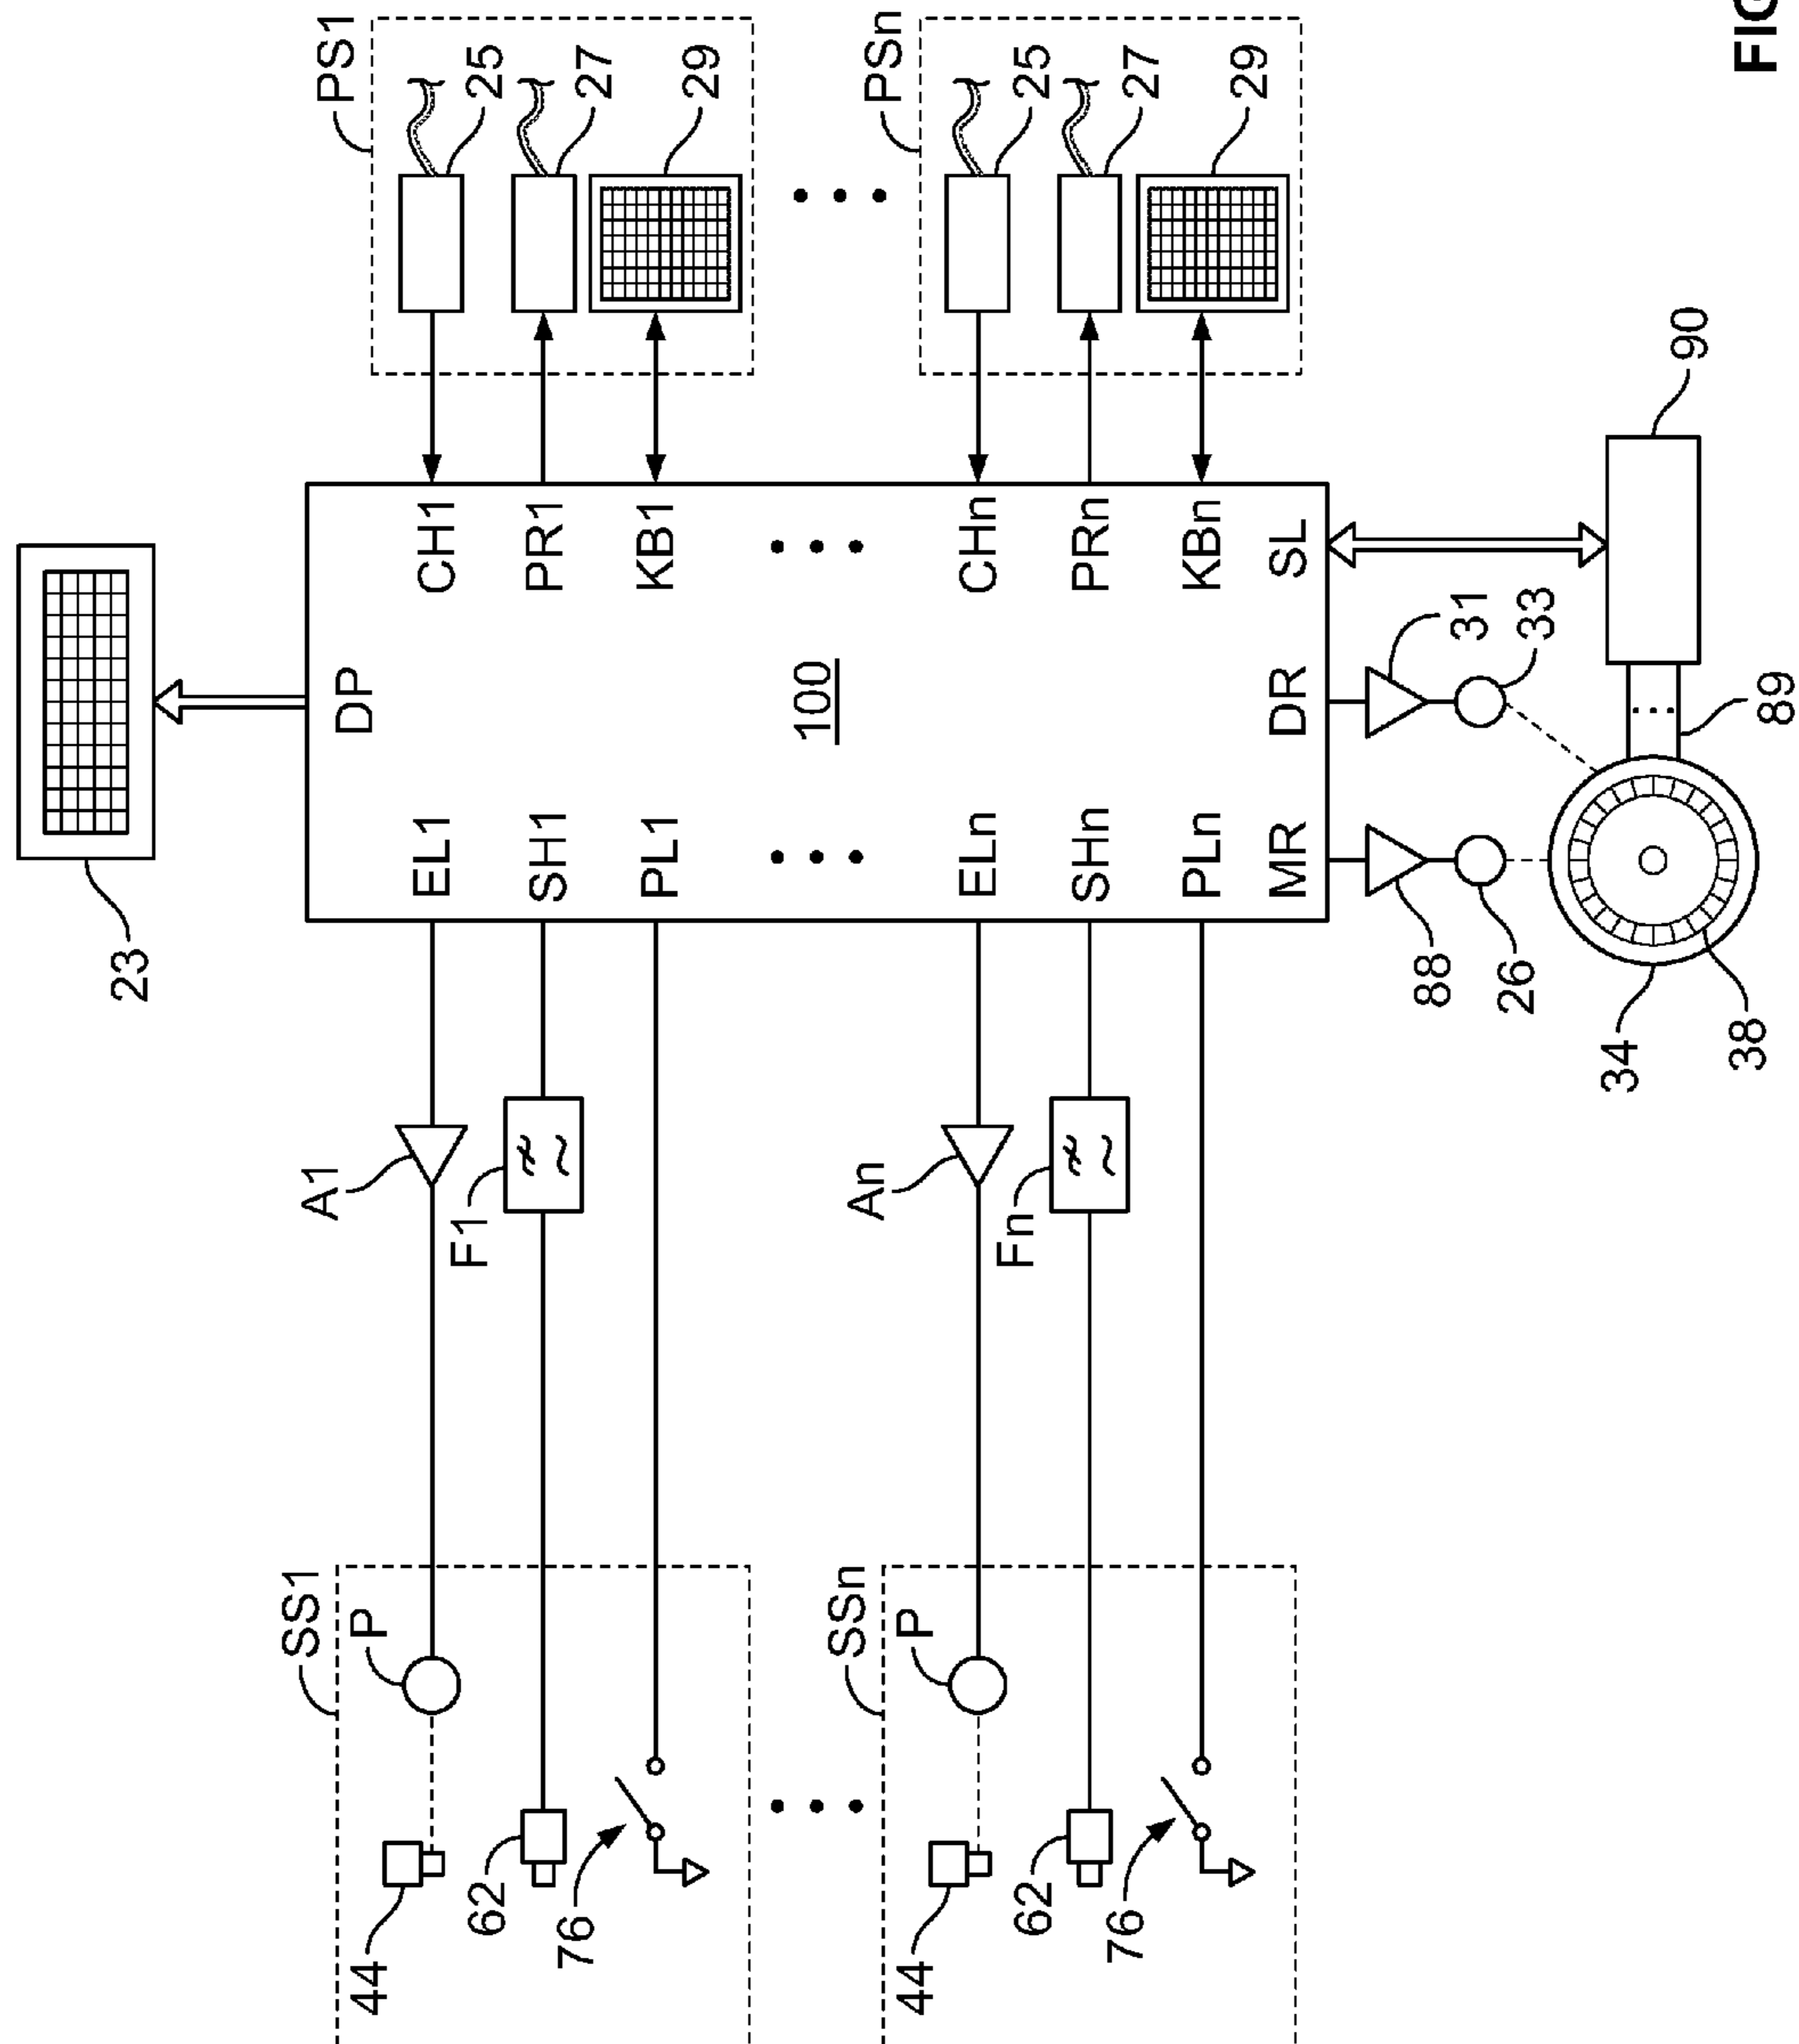 FIG
PS1
25
27
29
PSn
25
27
29
23
DP
CH1
PR1
KB1
CHn
PRn
KBn
SL
100
EL1
SH1
PL1
ELn
SHn
PLn
MR
DR
31
33
90
89
88
26
34
38
A1
F1
An
Fn
SS1
P
44
62
76
SSn
P
44
62
76